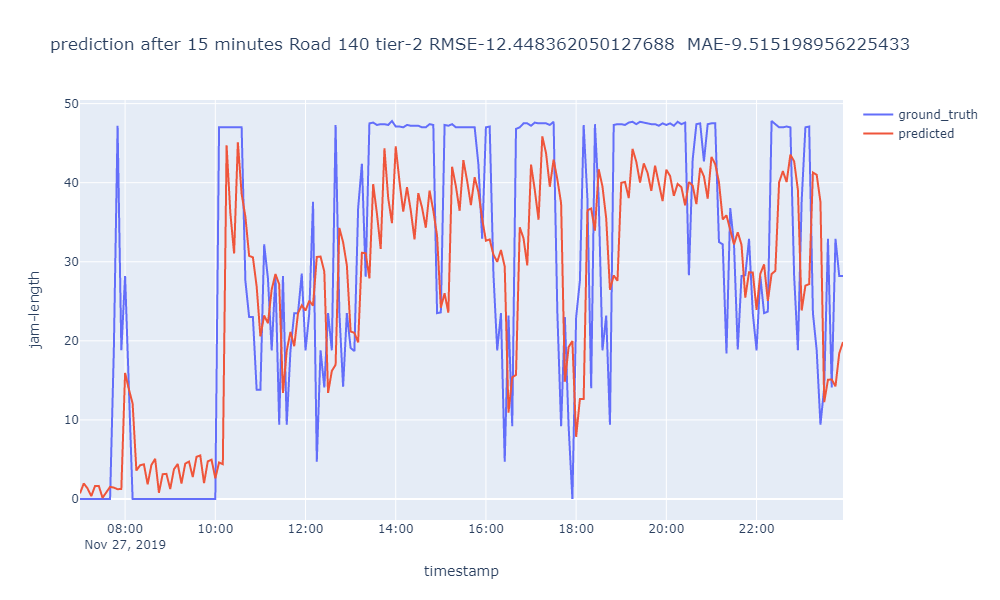 prediction after 15 minutes Road 140 tier-2 RMSE-12.448362050127688  MAE-9.515198956225433
ground_truth
predicted
50
40
30
20
10
0
jam-length
08:00 10:00 12:00 14:00 16:00 18:00 20:00 22:00
Nov 27, 2019
timestamp